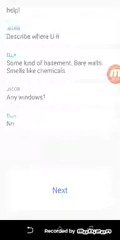 help!
JACOB
Describe where U R
ELLA
Some kind of basement. Bare walls.
Smells like chemicals
JACOB
Any windows?
ELLA
No.
Next
Recorded by